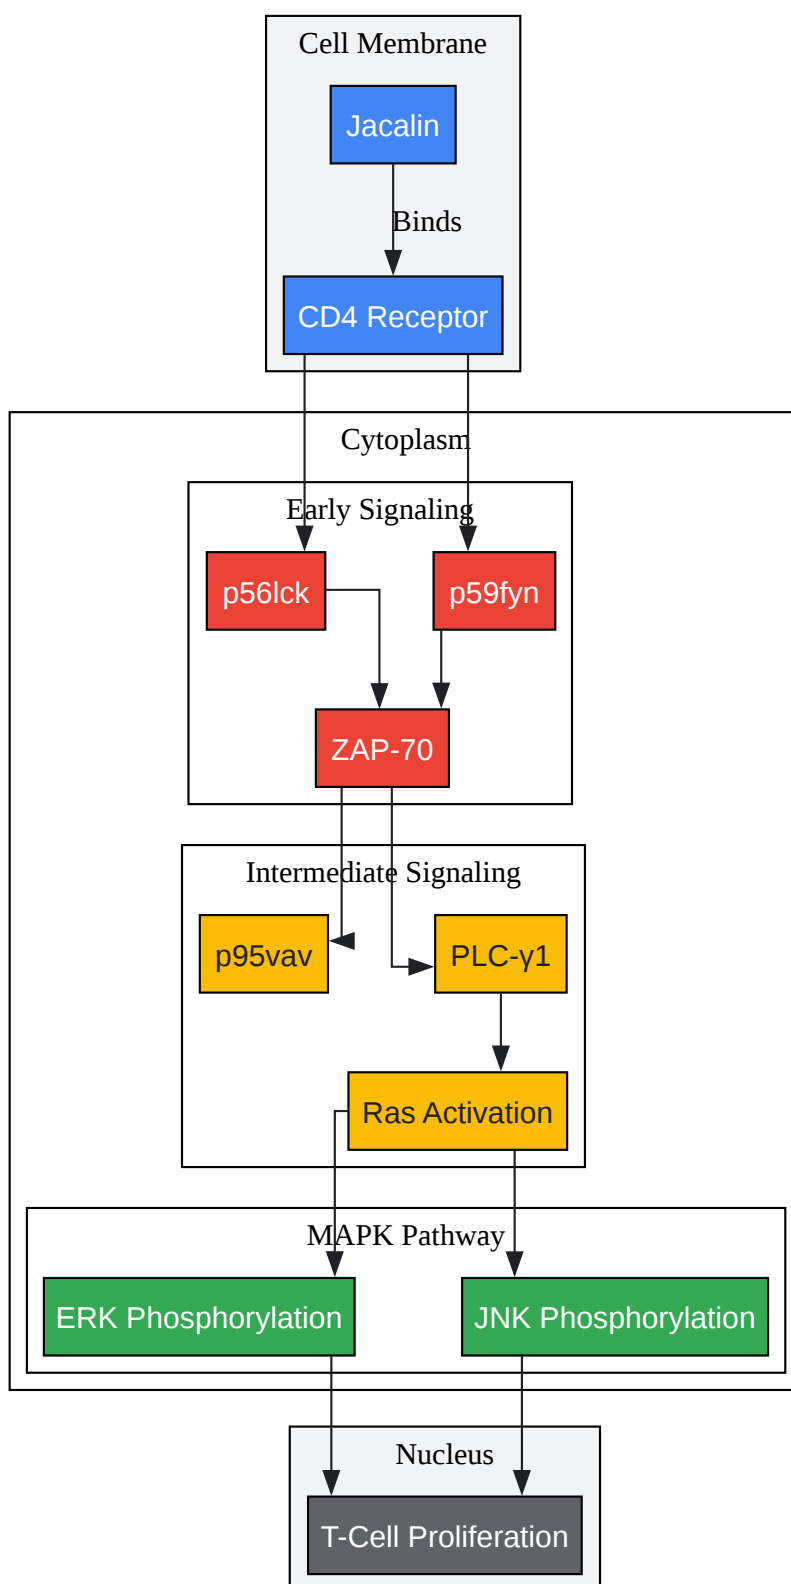 Cell Membrane
Jacalin
Binds
CD4 Receptor
Cytoplasm
Early Signaling
p56lck
p59fyn
ZAP-70
Intermediate Signaling
p95vav
PLC-γ1
Ras Activation
MAPK Pathway
ERK Phosphorylation
JNK Phosphorylation
Nucleus
T-Cell Proliferation